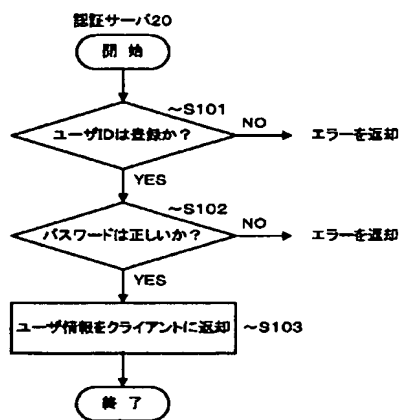 認証サーバ20
開 始
~S101
ユーザIDは登録か?
NO
エラーを返却
YES
~S102
パスワードは正しいか?
NO
エラーを返却
YES
ユーザ情報をクライアントに返却
~S103
終 了